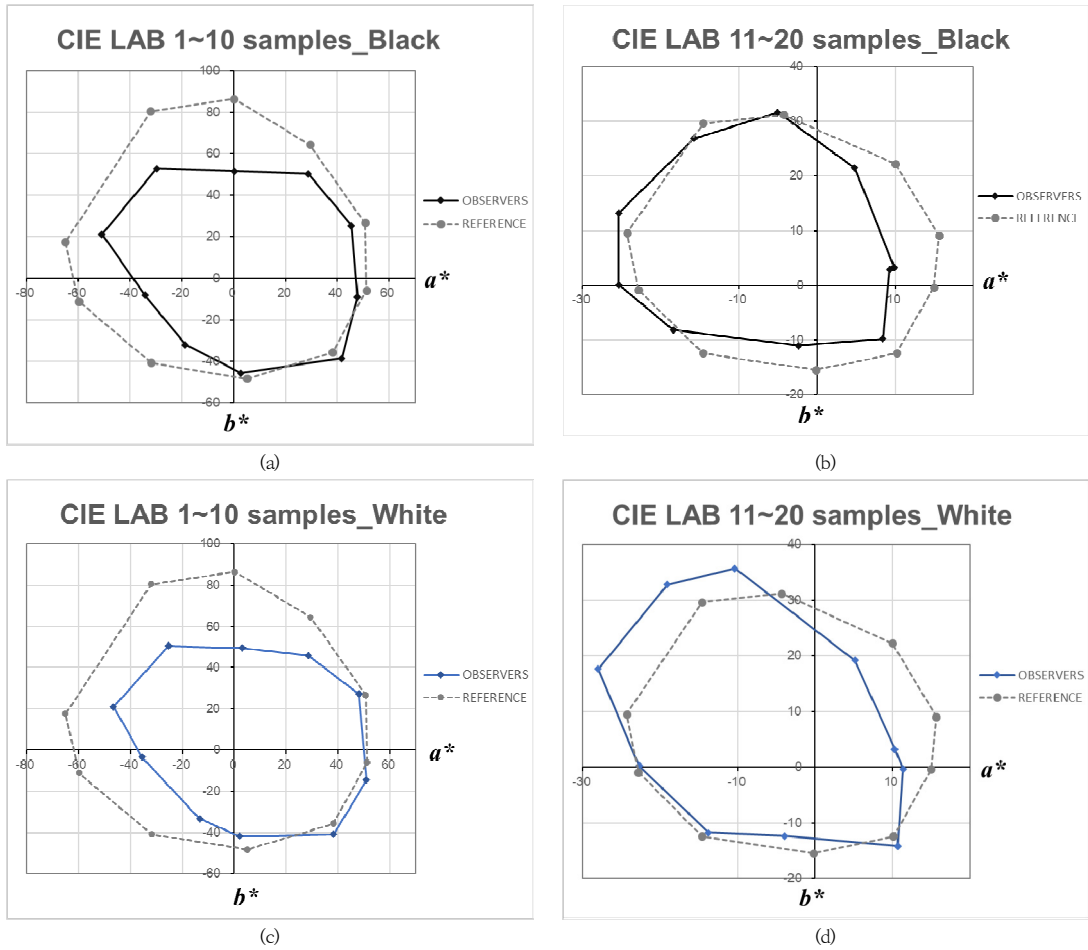 CIE LAB 1~10 samples_Black
100
80
60
40
20
0
-20
-40
-60
-80 -60 -40 -20 0 20 40 60
OBSERVERS
REFERENCE
a*
b*
(a)
CIE LAB 11~20 samples_Black
40
30
20
10
0
-10
-20
-30 -10 10
OBSERVERS
REFERENCE
a*
b*
(b)
CIE LAB 1~10 samples_White
100
80
60
40
20
0
-20
-40
-60
-80 -60 -40 -20 0 20 40 60
OBSERVERS
REFERENCE
a*
b*
(c)
CIE LAB 11~20 samples_White
40
30
20
10
0
-10
-20
-30 -10 10
OBSERVERS
REFERENCE
a*
b*
(d)